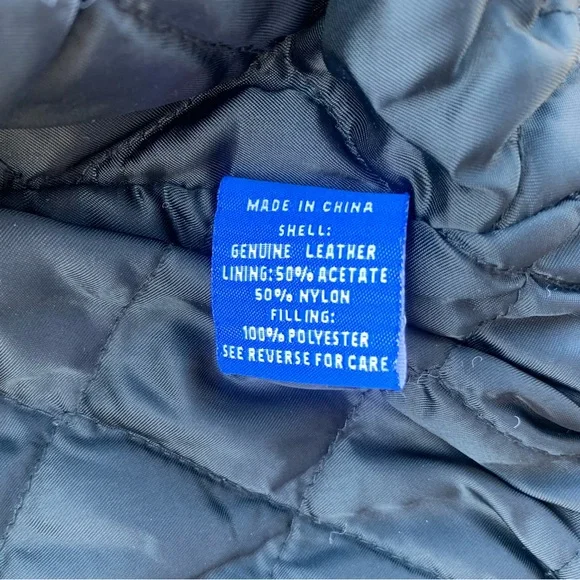 MADE IN CHINA
SHELL:
GENUINE LEATHER
LINING: 50% ACETATE
50% NYLON
FILLING:
100% POLYESTER
SEE REVERSE FOR CARE